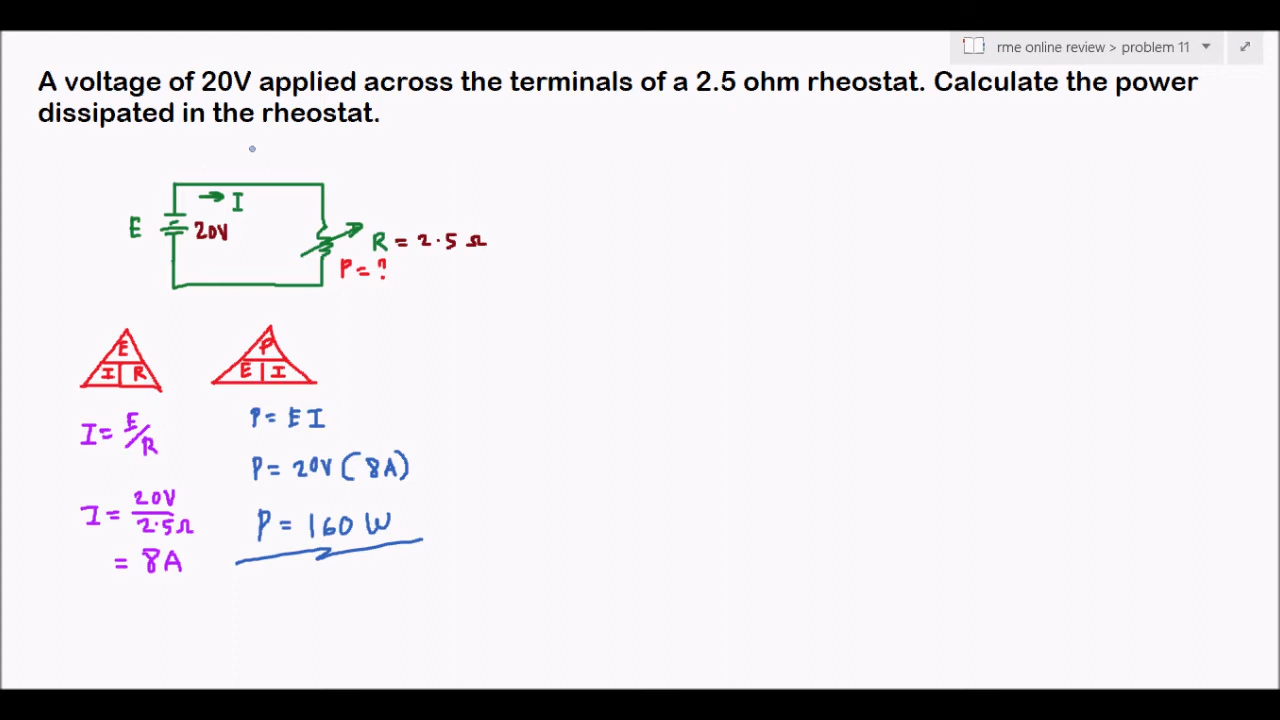 rme online review > problem 11
A voltage of 20V applied across the terminals of a 2.5 ohm rheostat. Calculate the power
dissipated in the rheostat.
→ I
E 20V
R = 2.5 Ω
P = ?
E
I R
P
E I
I = E/R
P = E I
P = 20V (8A)
I = 20V / 2.5Ω
P = 160 W
= 8A